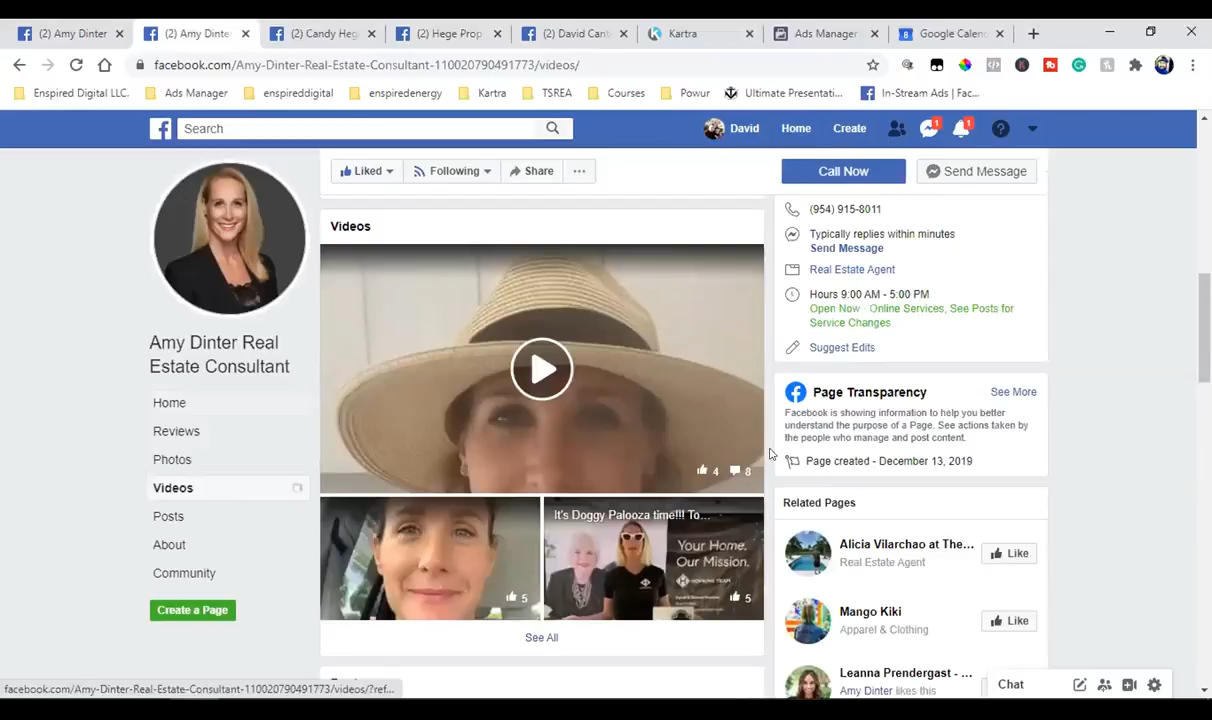 (2) Amy Dinter
(2) Amy Dinte
(2) Candy Heg
(2) Hege Prop
(2) David Cant
Kartra
Ads Manager
Google Calen
facebook.com/Amy-Dinter-Real-Estate-Consultant-110020790491773/videos/
Enspired Digital LLC.
Ads Manager
enspireddigital
enspiredenergy
Kartra
TSREA
Courses
Powur
Ultimate Presentati...
In-Stream Ads | Fac...
Search
David
Home
Create
1
1
Liked
Following
Share
Call Now
Send Message
Amy Dinter Real
Estate Consultant
Home
Reviews
Photos
Videos
Posts
About
Community
Create a Page
Videos
4
8
5
It's Doggy Palooza time!!! To...
Your Home.
Our Mission.
5
See All
(954) 915-8011
Typically replies within minutes
Send Message
Real Estate Agent
Hours 9:00 AM - 5:00 PM
Open Now · Online Services, See Posts for
Service Changes
Suggest Edits
Page Transparency
See More
Facebook is showing information to help you better
understand the purpose of a Page. See actions taken by
the people who manage and post content.
Page created - December 13, 2019
Related Pages
Alicia Vilarchao at The...
Real Estate Agent
Like
Mango Kiki
Apparel & Clothing
Like
Leanna Prendergast - ...
Amy Dinter likes this
Chat
facebook.com/Amy-Dinter-Real-Estate-Consultant-110020790491773/videos/?ref...